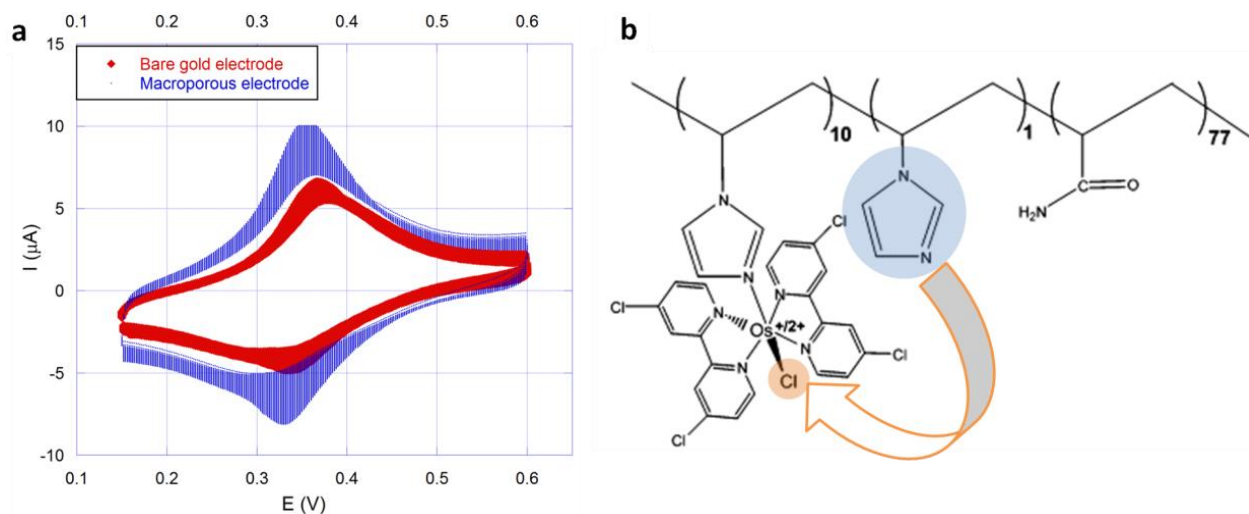 a
0.1 0.2 0.3 0.4 0.5 0.6
Bare gold electrode
Macroporous electrode
15
10
5
0
-5
-10
I (µA)
0.1 0.2 0.3 0.4 0.5 0.6
E (V)
b
10 1 77
N N C O
H₂N
Cl N N
Cl N N Os+/2+ N N Cl
N Cl
Cl